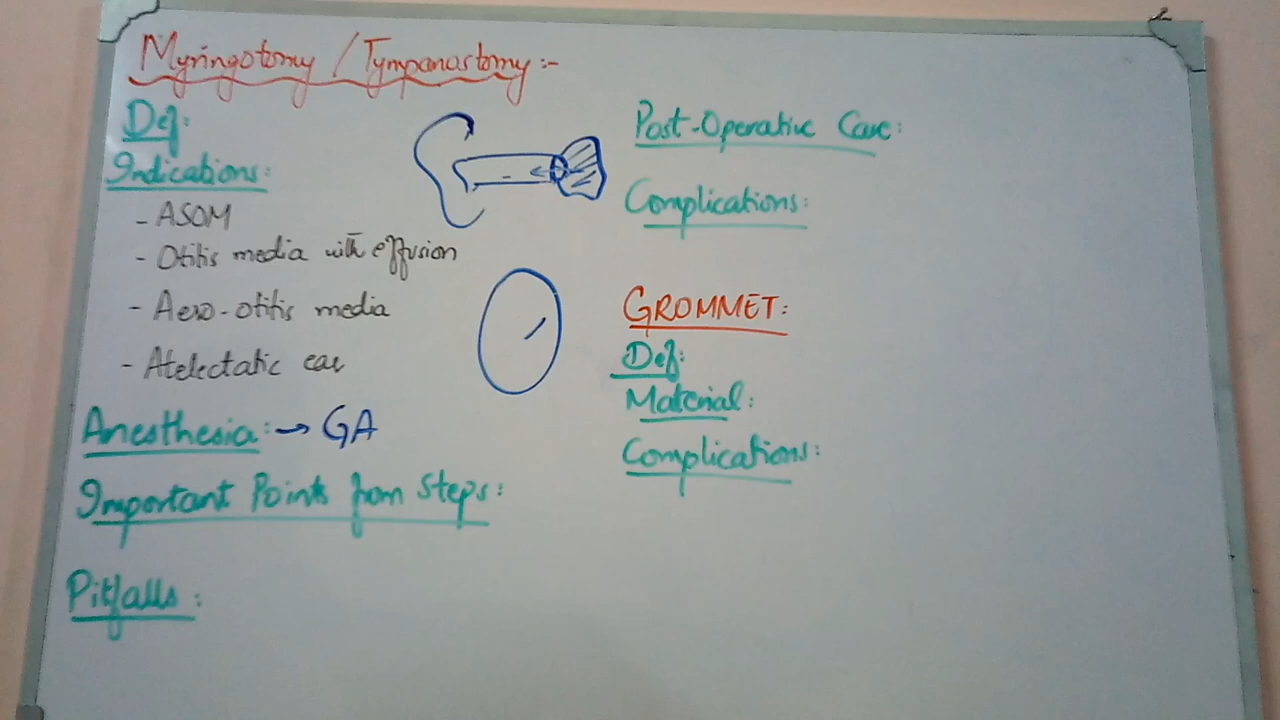 Myringotomy / Tympanostomy :-
Def:
Indications:
- ASOM
- Otitis media with effusion
- Aero-otitis media
- Atelectatic ear
Anesthesia: → GA
Important Points from Steps:
Pitfalls:
Post-Operative Care:
Complications:
GROMMET:
Def:
Material:
Complications: